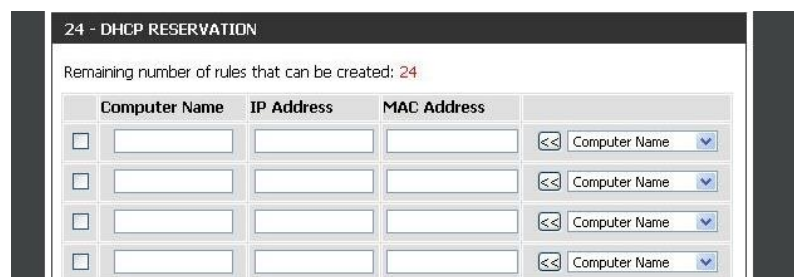 24 - DHCP RESERVATION
Remaining number of rules that can be created: 24
Computer Name IP Address MAC Address
<< Computer Name
<< Computer Name
<< Computer Name
<< Computer Name